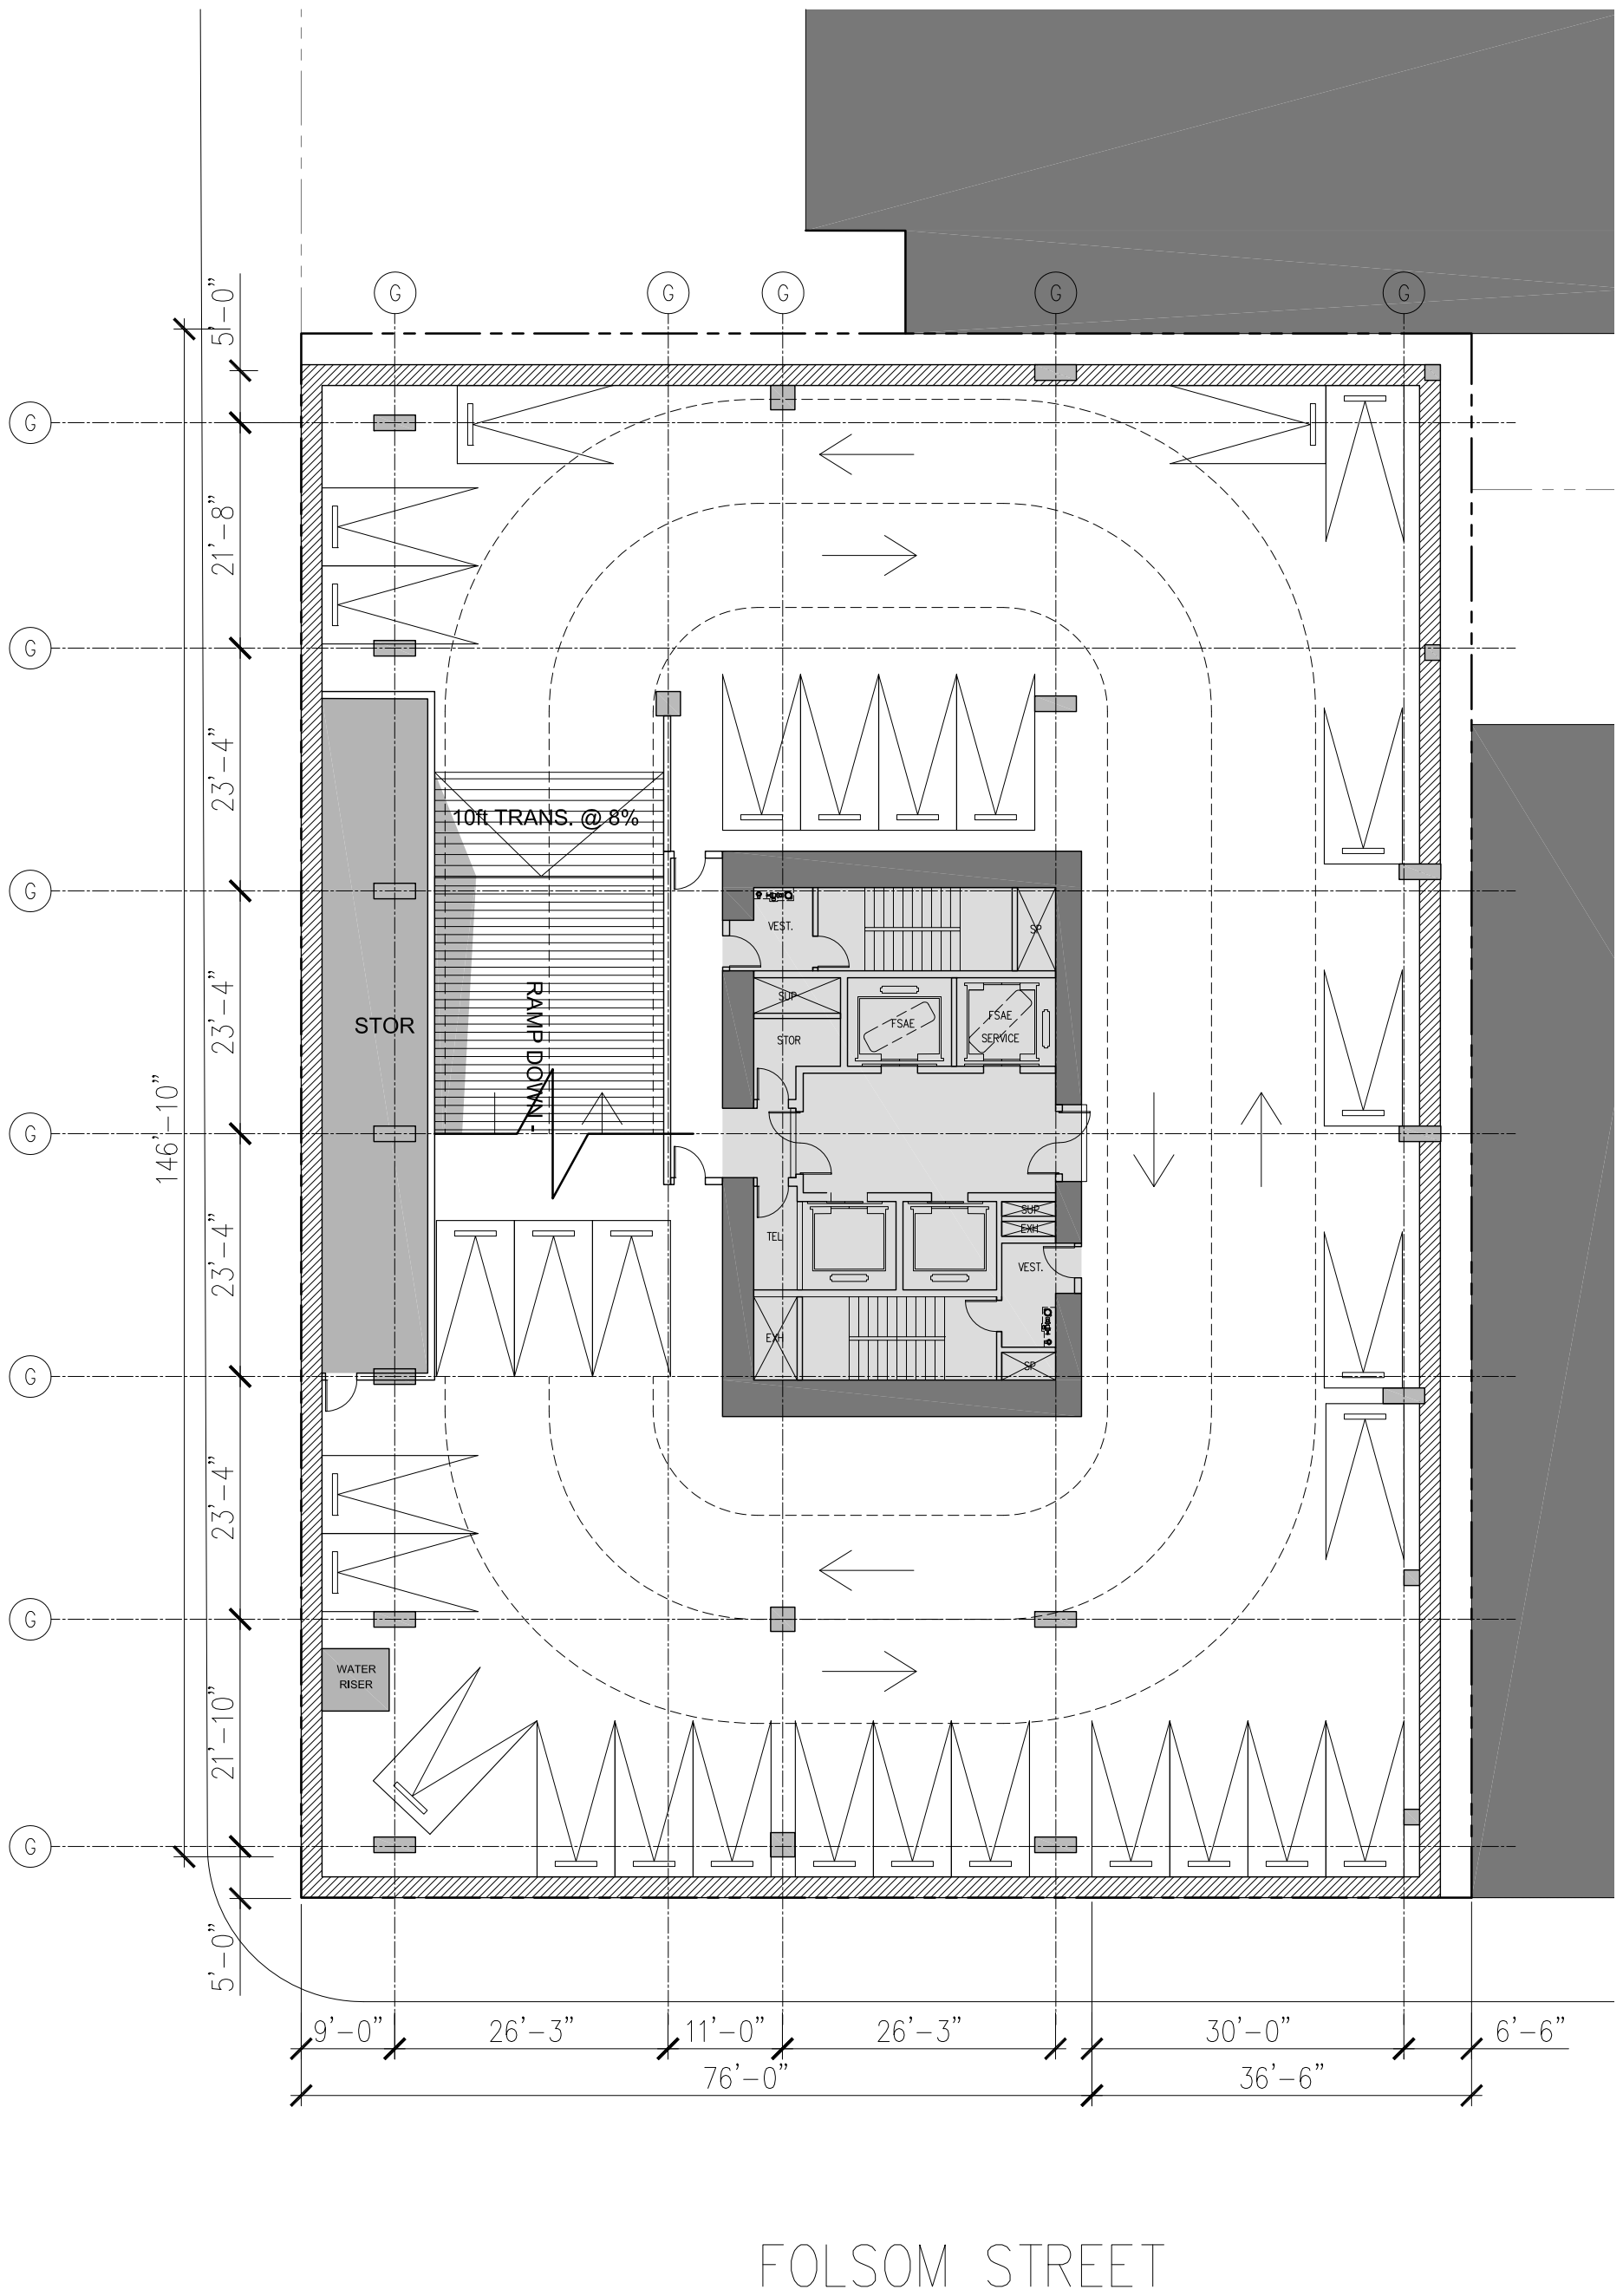 G G G G G
5'-0"
G
21'-8"
G
23'-4"
10ft TRANS. @ 8%
G
VEST.
SP
23'-4"
RAMP DOWN -
SUP
STOR
FSAE
FSAE
SERVICE
STOR
146'-10"
G
SUP
EXH
23'-4"
TEL
VEST.
EXH
SP
G
23'-4"
G
WATER
RISER
21'-10"
G
5'-0"
9'-0" 26'-3" 11'-0" 26'-3" 30'-0" 6'-6"
76'-0" 36'-6"
FOLSOM STREET